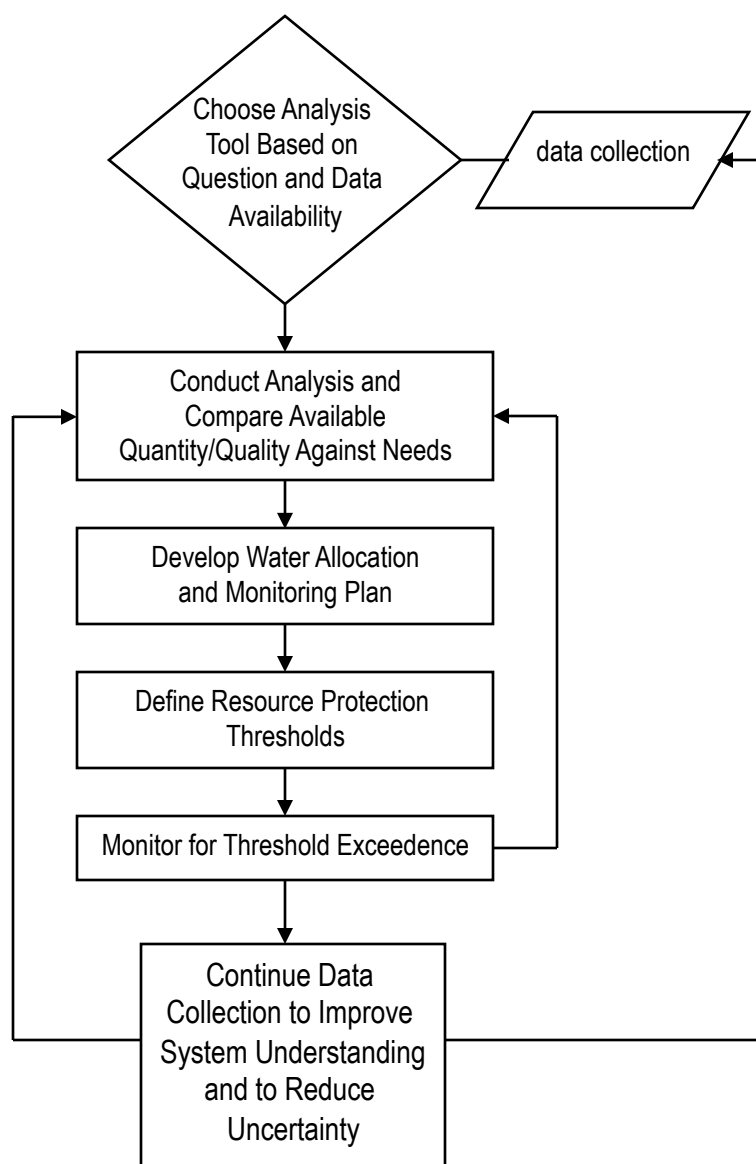 Choose Analysis
Tool Based on
Question and Data
Availability
data collection
Conduct Analysis and
Compare Available
Quantity/Quality Against Needs
Develop Water Allocation
and Monitoring Plan
Define Resource Protection
Thresholds
Monitor for Threshold Exceedence
Continue Data
Collection to Improve
System Understanding
and to Reduce
Uncertainty